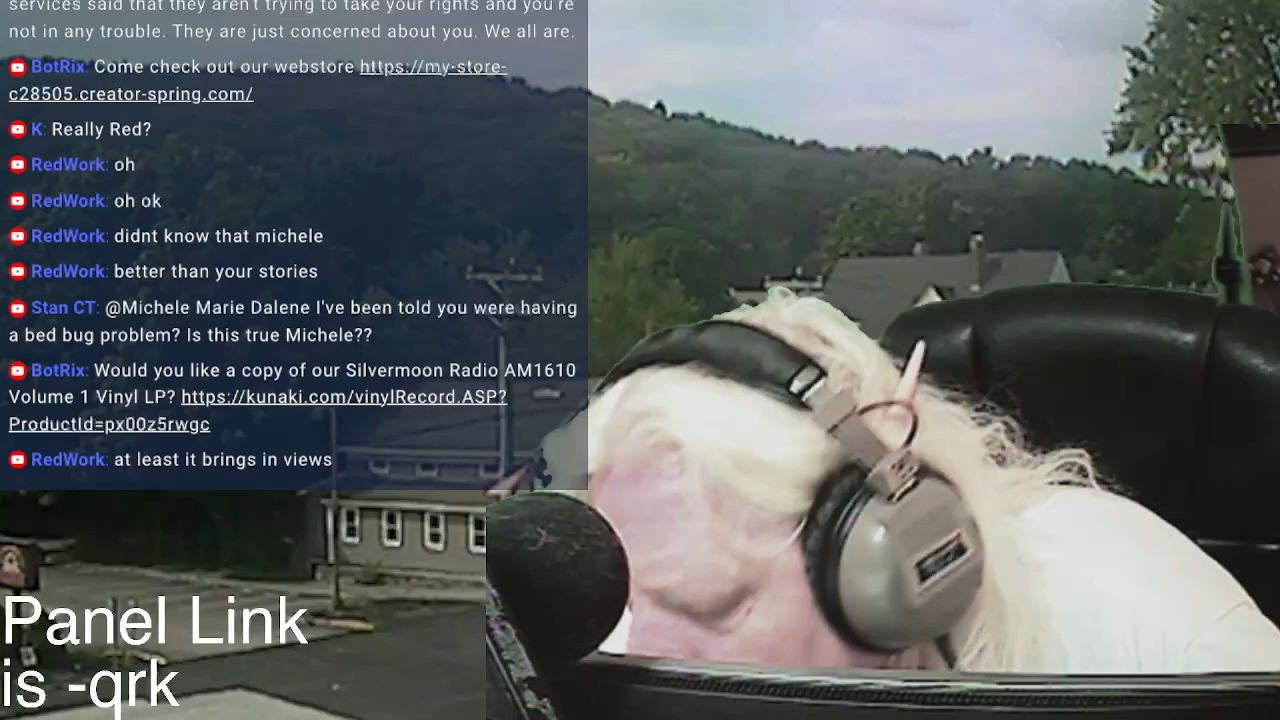 services said that they aren't trying to take your rights and you're
not in any trouble. They are just concerned about you. We all are.
BotRix: Come check out our webstore https://my-store-
c28505.creator-spring.com/
K: Really Red?
RedWork: oh
RedWork: oh ok
RedWork: didnt know that michele
RedWork: better than your stories
Stan CT: @Michele Marie Dalene I've been told you were having
a bed bug problem? Is this true Michele??
BotRix: Would you like a copy of our Silvermoon Radio AM1610
Volume 1 Vinyl LP? https://kunaki.com/vinylRecord.ASP?
ProductId=px00z5rwgc
RedWork: at least it brings in views
Panel Link
is -qrk